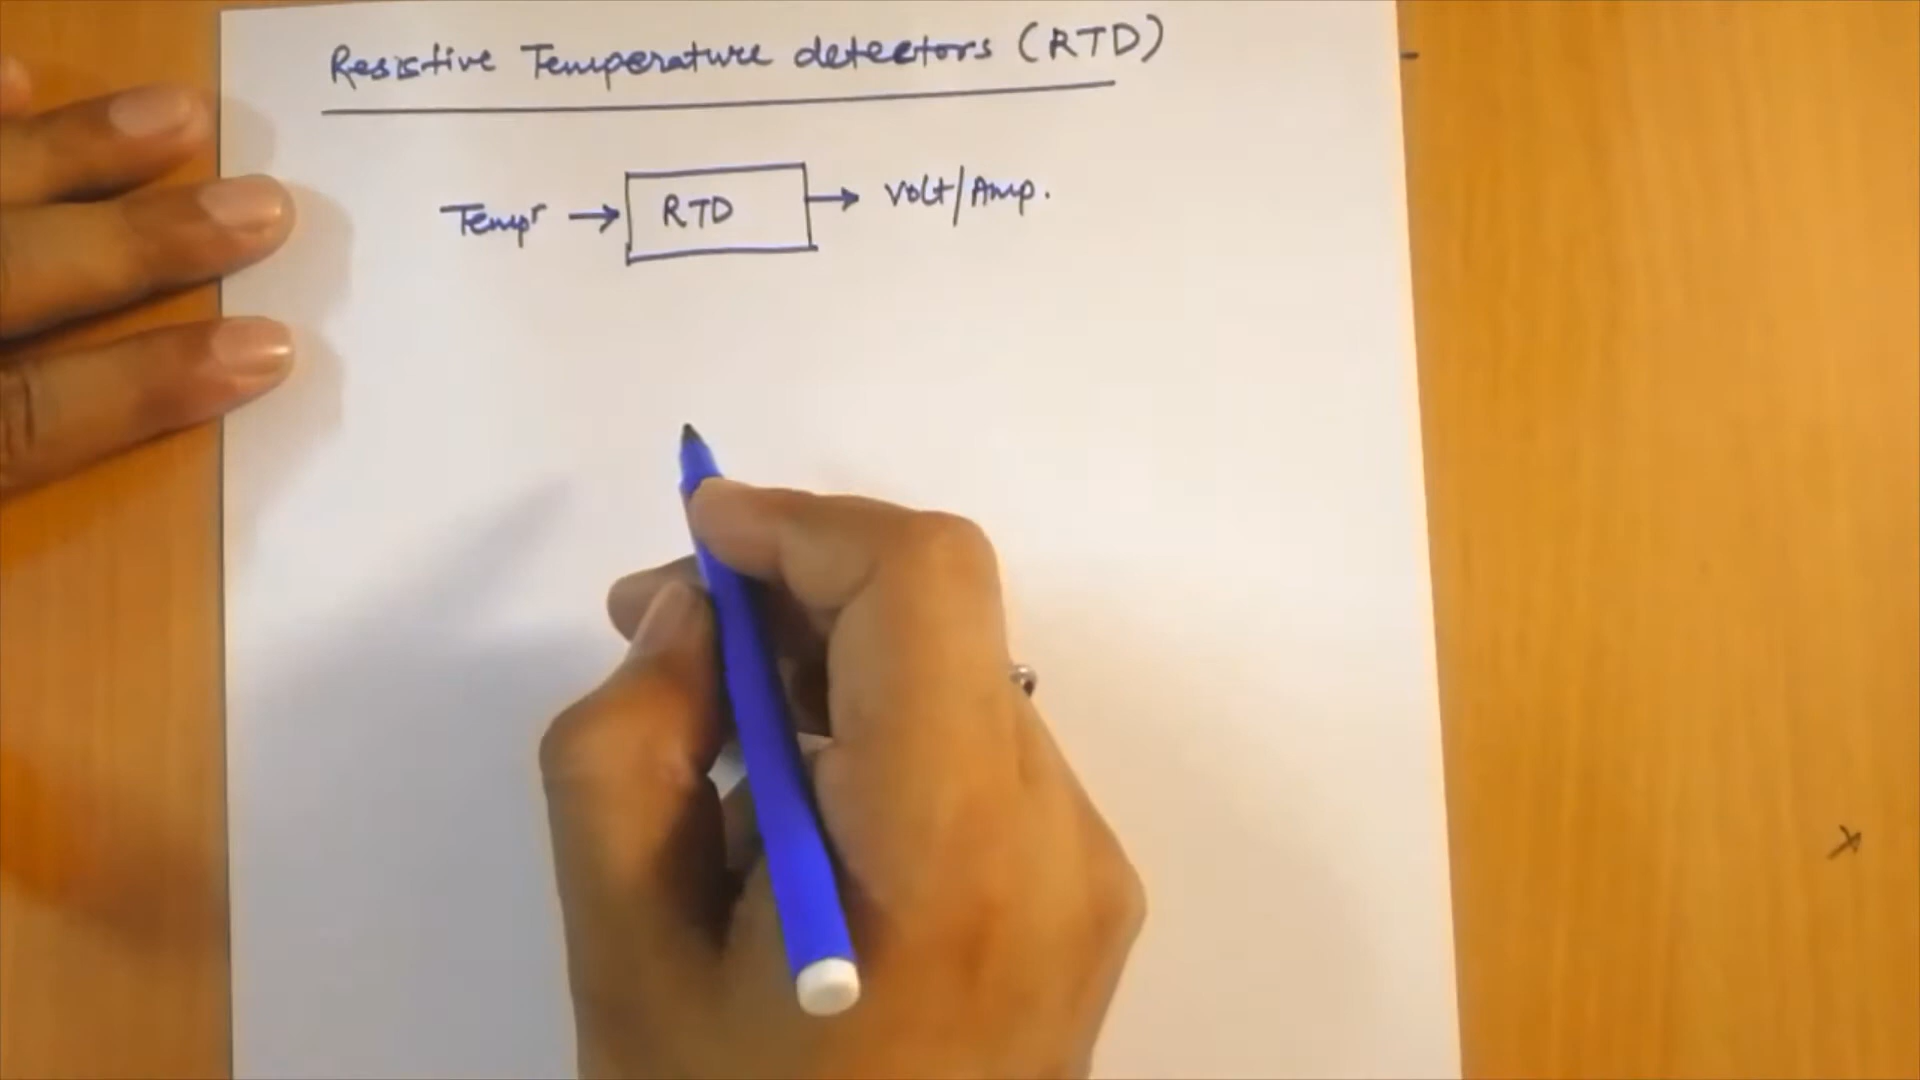 Resistive Temperature detectors (RTD)
Tempr → RTD → Volt/Amp.